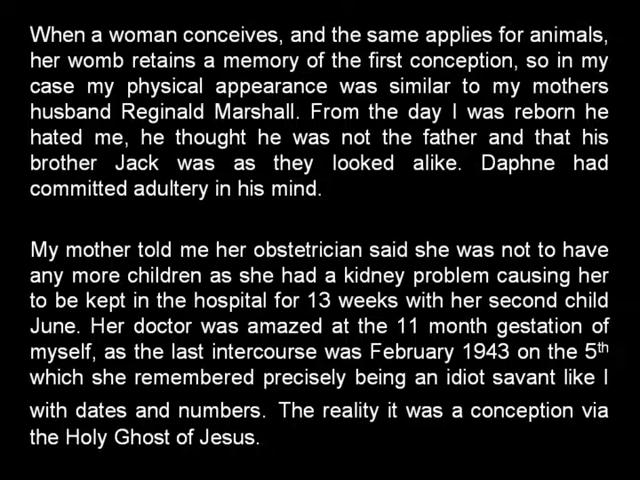 When a woman conceives, and the same applies for animals,
her womb retains a memory of the first conception, so in my
case my physical appearance was similar to my mothers
husband Reginald Marshall. From the day I was reborn he
hated me, he thought he was not the father and that his
brother Jack was as they looked alike. Daphne had
committed adultery in his mind.
My mother told me her obstetrician said she was not to have
any more children as she had a kidney problem causing her
to be kept in the hospital for 13 weeks with her second child
June. Her doctor was amazed at the 11 month gestation of
myself, as the last intercourse was February 1943 on the 5th
which she remembered precisely being an idiot savant like I
with dates and numbers. The reality it was a conception via
the Holy Ghost of Jesus.